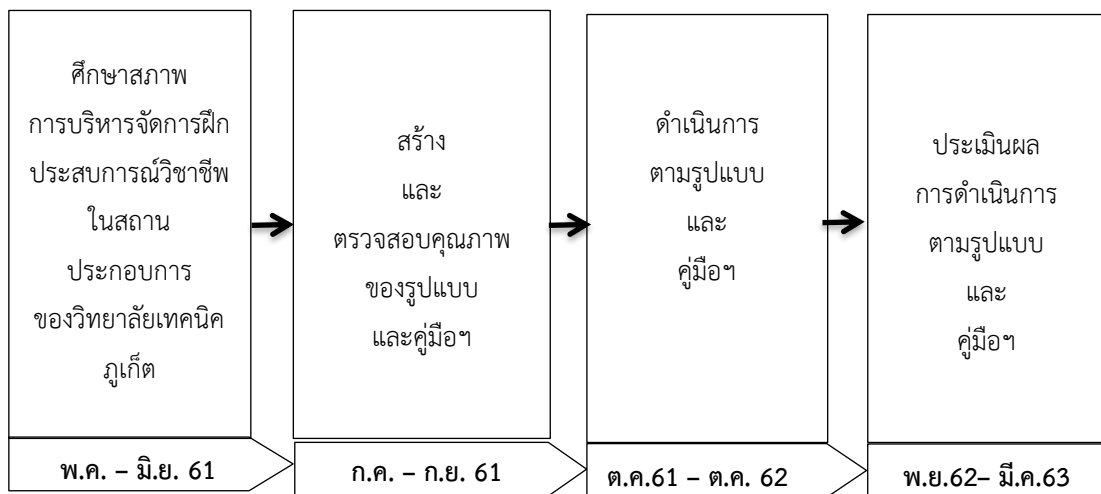 ศึกษาสภาพ
การบริหารจัดการฝึก
ประสบการณ์วิชาชีพ
ในสถาน
ประกอบการ
ของวิทยาลัยเทคนิค
ภูเก็ต
สร้าง
และ
ตรวจสอบคุณภาพ
ของรูปแบบ
และคู่มือฯ
ดำเนินการ
ตามรูปแบบ
และ
คู่มือฯ
ประเมินผล
การดำเนินการ
ตามรูปแบบ
และ
คู่มือฯ
พ.ค. – มิ.ย. 61
ก.ค. – ก.ย. 61
ต.ค.61 – ต.ค. 62
พ.ย.62– มี.ค.63